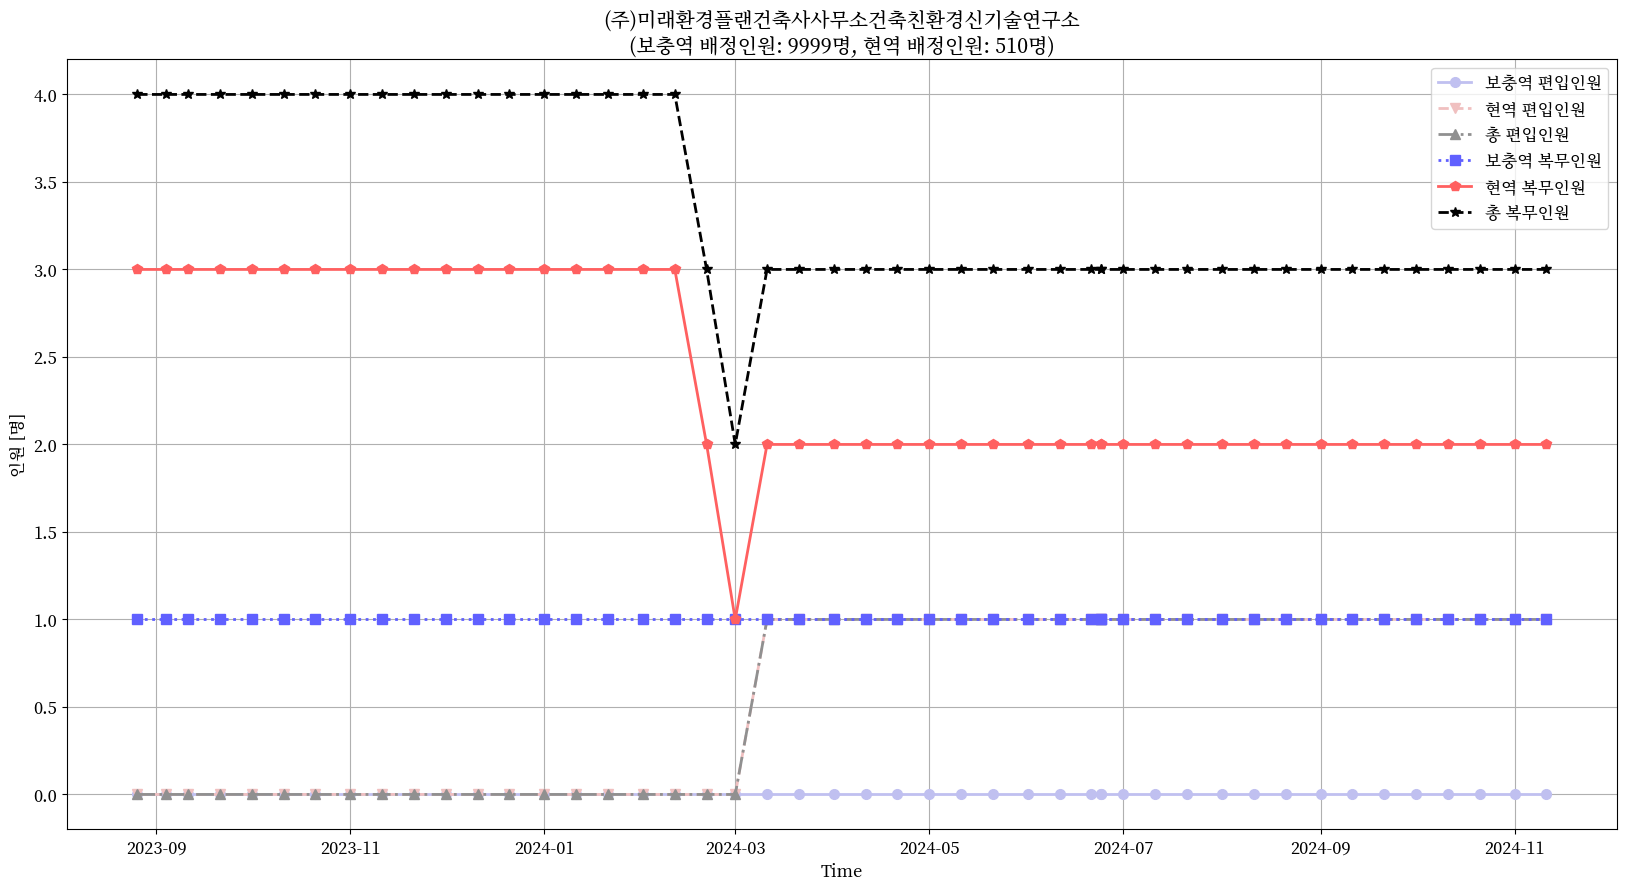 (주)미래환경플랜건축사사무소건축친환경신기술연구소
(보충역 배정인원: 9999명, 현역 배정인원: 510명)
보충역 편입인원
현역 편입인원
총 편입인원
보충역 복무인원
현역 복무인원
총 복무인원
4.0
3.5
3.0
2.5
2.0
1.5
1.0
0.5
0.0
인원 [명]
2023-09
2023-11
2024-01
2024-03
2024-05
2024-07
2024-09
2024-11
Time